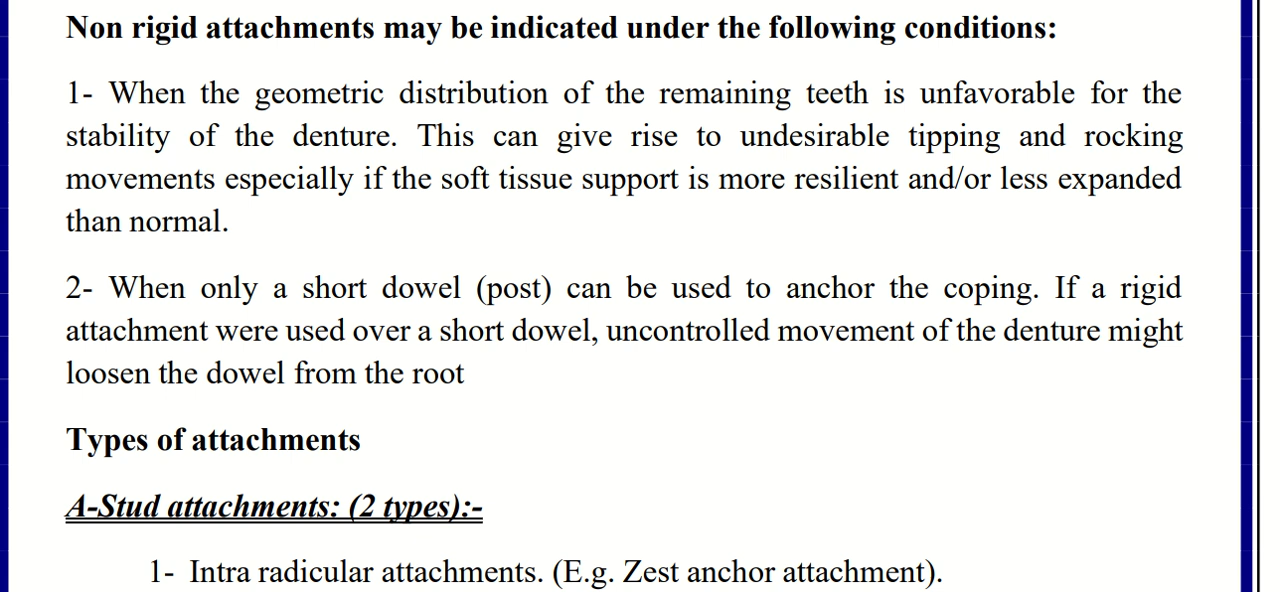 Non rigid attachments may be indicated under the following conditions:
1- When the geometric distribution of the remaining teeth is unfavorable for the
stability of the denture. This can give rise to undesirable tipping and rocking
movements especially if the soft tissue support is more resilient and/or less expanded
than normal.
2- When only a short dowel (post) can be used to anchor the coping. If a rigid
attachment were used over a short dowel, uncontrolled movement of the denture might
loosen the dowel from the root
Types of attachments
A-Stud attachments: (2 types):-
1- Intra radicular attachments. (E.g. Zest anchor attachment).